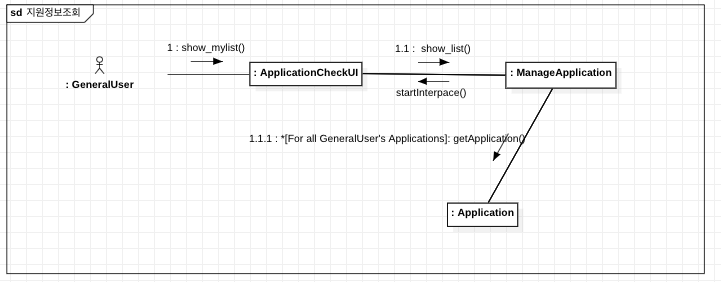 sd 지원정보조회
1 : show_mylist()
1.1 : show_list()
: GeneralUser
: ApplicationCheckUI
: ManageApplication
startInterpace()
1.1.1 : *[For all GeneralUser's Applications]: getApplication()
: Application